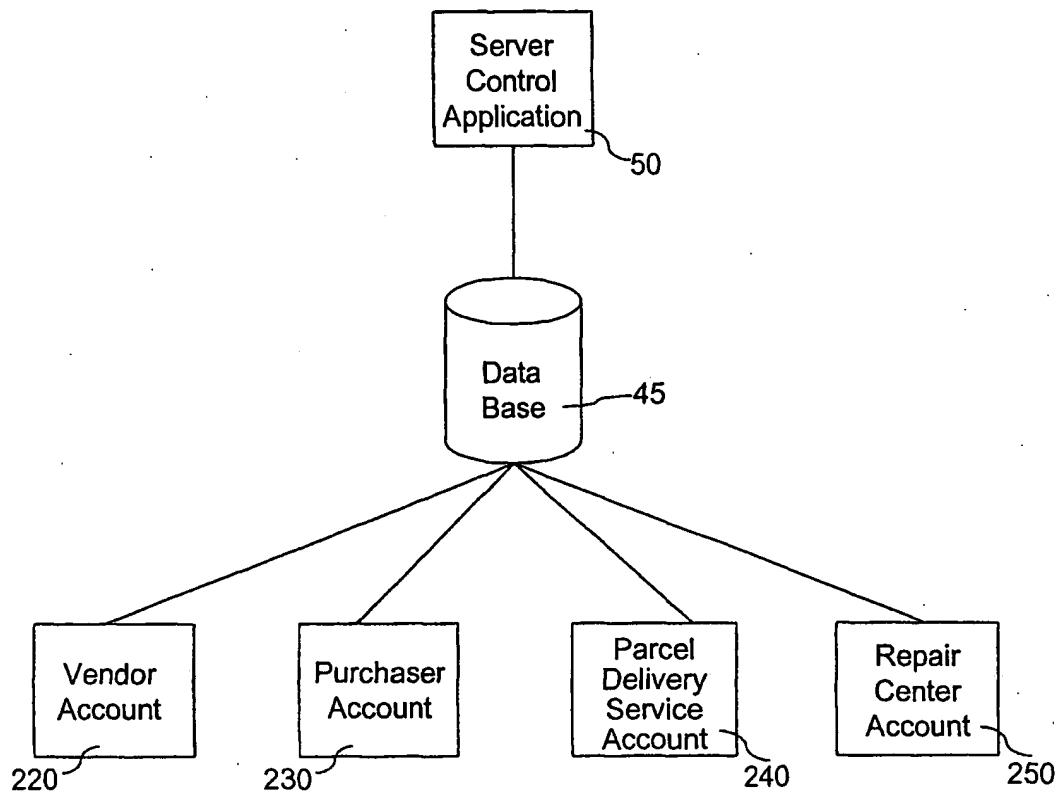 Server
Control
Application
50
Data
Base
45
Vendor
Account
220
Purchaser
Account
230
Parcel
Delivery
Service
Account
240
Repair
Center
Account
250